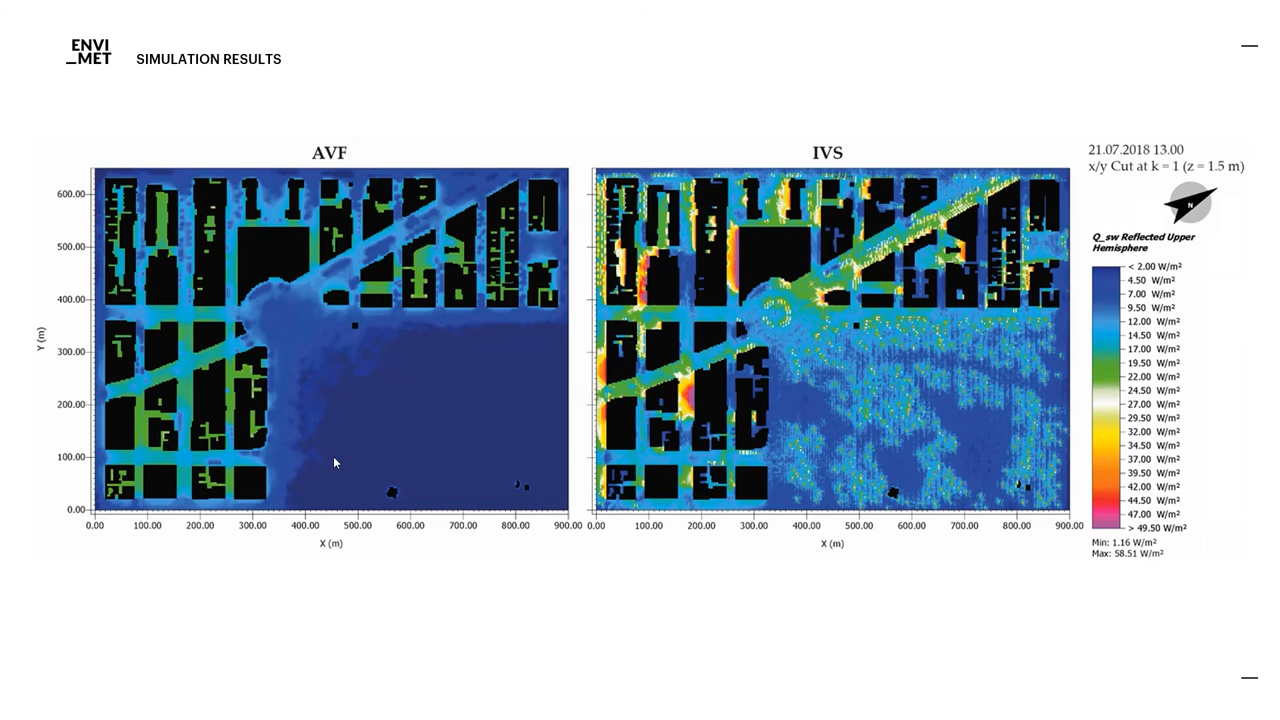 ENVI
_MET
SIMULATION RESULTS
AVF
IVS
21.07.2018 13.00
x/y Cut at k = 1 (z = 1.5 m)
N
Q_sw Reflected Upper
Hemisphere
< 2.00 W/m²
4.50 W/m²
7.00 W/m²
9.50 W/m²
12.00 W/m²
14.50 W/m²
17.00 W/m²
19.50 W/m²
22.00 W/m²
24.50 W/m²
27.00 W/m²
29.50 W/m²
32.00 W/m²
34.50 W/m²
37.00 W/m²
39.50 W/m²
42.00 W/m²
44.50 W/m²
47.00 W/m²
> 49.50 W/m²
Min: 1.16 W/m²
Max: 58.51 W/m²
Y (m)
600.00
500.00
400.00
300.00
200.00
100.00
0.00
0.00 100.00 200.00 300.00 400.00 500.00 600.00 700.00 800.00 900.00
X (m)
0.00 100.00 200.00 300.00 400.00 500.00 600.00 700.00 800.00 900.00
X (m)